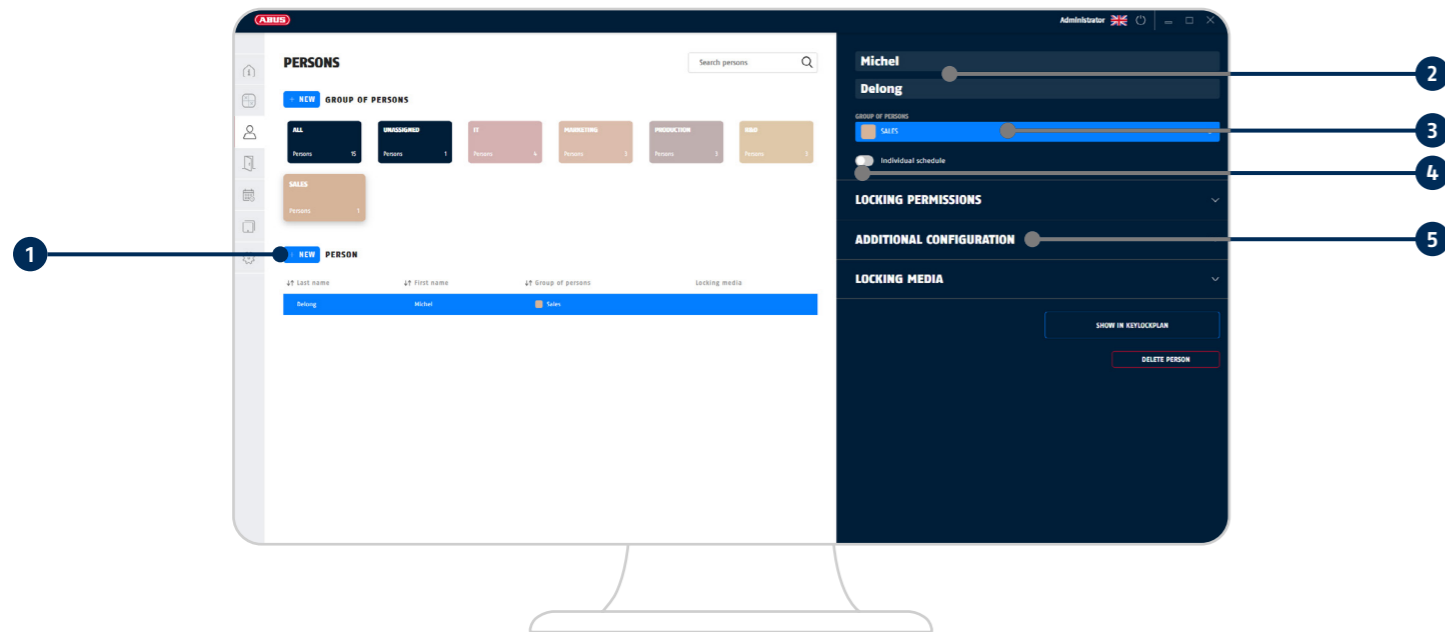 ABUS
Administrator
PERSONS
Search persons
+ NEW GROUP OF PERSONS
ALL
Persons 15
UNASSIGNED
Persons 1
IT
Persons 4
MARKETING
Persons 3
PRODUCTION
Persons 3
R&D
Persons 3
SALES
Persons 1
+ NEW PERSON
Last name First name Group of persons Locking media
Delong Michel Sales
Michel
Delong
GROUP OF PERSONS
SALES
Individual schedule
LOCKING PERMISSIONS
ADDITIONAL CONFIGURATION
LOCKING MEDIA
SHOW IN KEYLOCKPLAN
DELETE PERSON
1
2
3
4
5